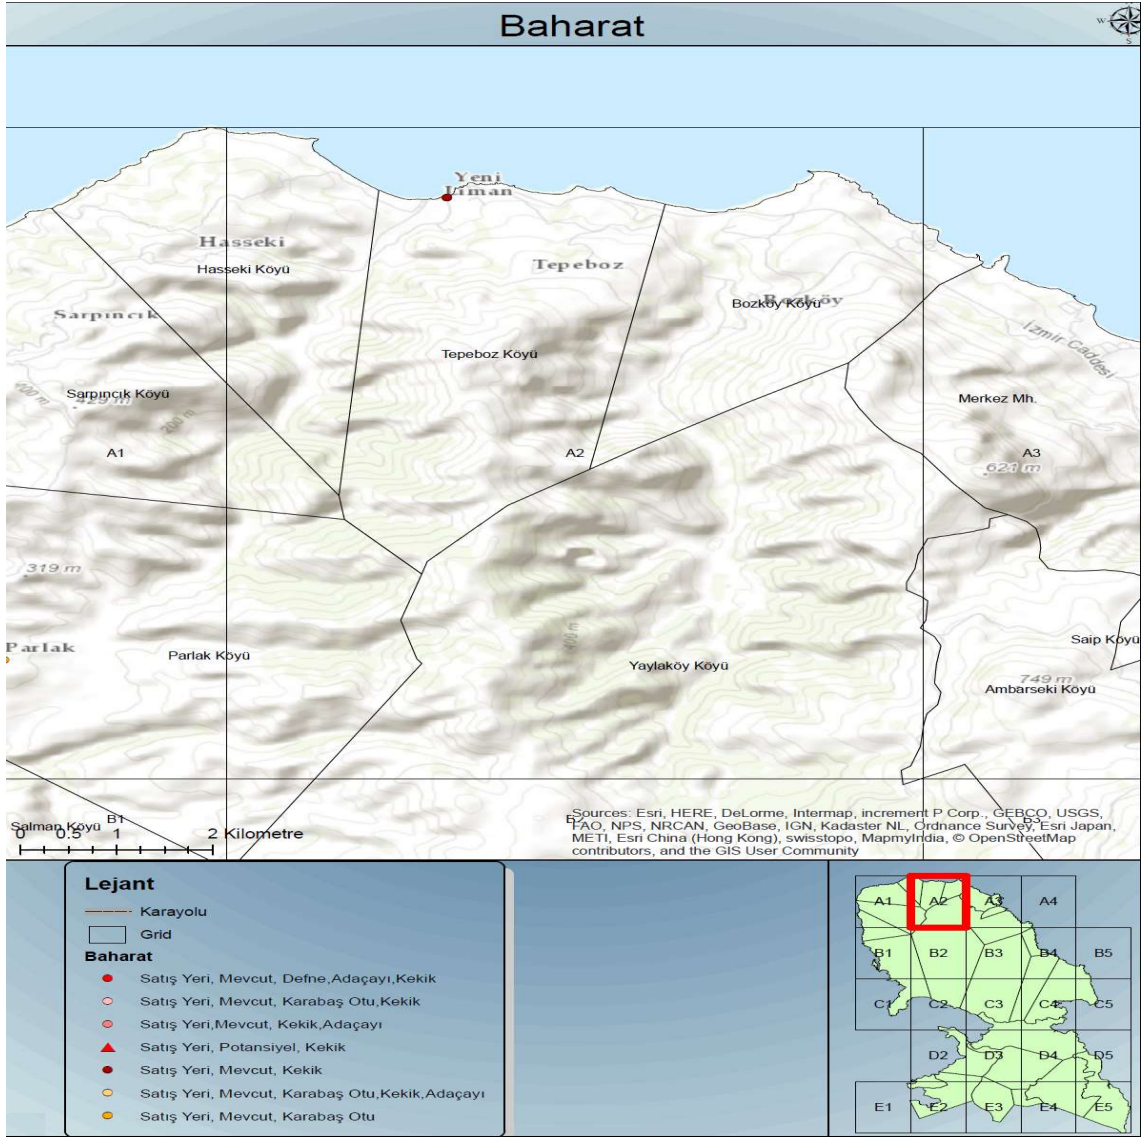 Baharat
W
S
Yeni
Liman
Hasseki
Hasseki Köyü
Tepeboz
Bozköy
Bozköy Köyü
Sarpıncık
İzmir Caddesi
Tepeboz Köyü
400 m
429 m
Sarpıncık Köyü
200 m
Merkez Mh.
A1
A2
A3
621 m
319 m
400 m
Parlak
Parlak Köyü
Yaylaköy Köyü
Saip Köyü
749 m
Ambarseki Köyü
Salman Köyü
B1
B3
0 0.5 1 2 Kilometre
Sources: Esri, HERE, DeLorme, Intermap, increment P Corp., GEBCO, USGS,
FAO, NPS, NRCAN, GeoBase, IGN, Kadaster NL, Ordnance Survey, Esri Japan,
METI, Esri China (Hong Kong), swisstopo, MapmyIndia, © OpenStreetMap
contributors, and the GIS User Community
Lejant
Karayolu
Grid
Baharat
Satış Yeri, Mevcut, Defne,Adaçayı,Kekik
Satış Yeri, Mevcut, Karabaş Otu,Kekik
Satış Yeri,Mevcut, Kekik,Adaçayı
Satış Yeri, Potansiyel, Kekik
Satış Yeri, Mevcut, Kekik
Satış Yeri, Mevcut, Karabaş Otu,Kekik,Adaçayı
Satış Yeri, Mevcut, Karabaş Otu
A1 A2 A3 A4
B1 B2 B3 B4 B5
C1 C2 C3 C4 C5
D2 D3 D4 D5
E1 E2 E3 E4 E5